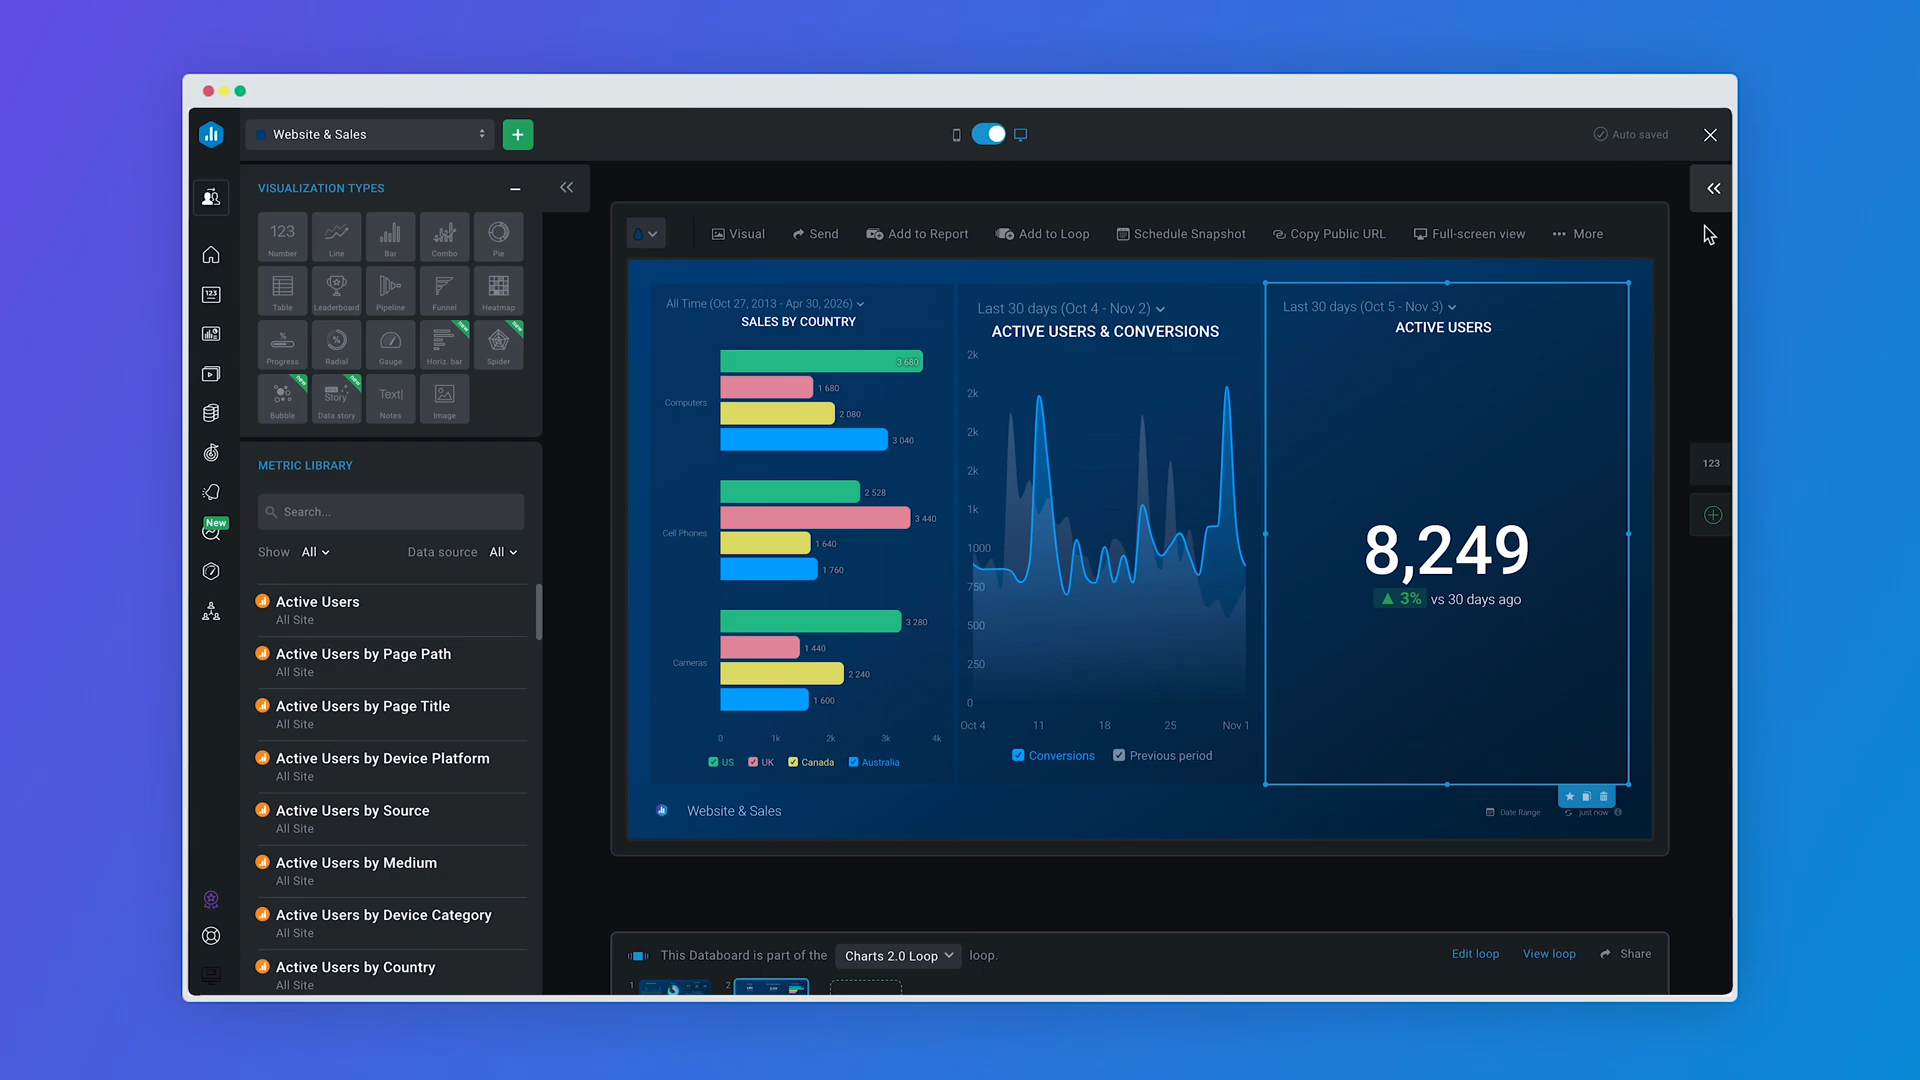 Website & Sales
+
Auto saved
VISUALIZATION TYPES
123
Number
Line
Bar
Combo
Pie
Table
Leaderboard
Pipeline
Funnel
Heatmap
%
Progress
%
Radial
Gauge
new
Horiz. bar
new
Spider
new
Bubble
new
Story
Data story
Text|
Notes
Image
METRIC LIBRARY
Search...
Show All
Data source All
New
Active Users
All Site
Active Users by Page Path
All Site
Active Users by Page Title
All Site
Active Users by Device Platform
All Site
Active Users by Source
All Site
Active Users by Medium
All Site
Active Users by Device Category
All Site
Active Users by Country
All Site
Visual
Send
Add to Report
Add to Loop
Schedule Snapshot
Copy Public URL
Full-screen view
More
All Time (Oct 27, 2013 - Apr 30, 2026)
SALES BY COUNTRY
3 680
1 680
Computers
2 080
3 040
2 528
3 440
Cell Phones
1 640
1 760
3 280
1 440
Cameras
2 240
1 600
0 1k 2k 3k 4k
US UK Canada Australia
Last 30 days (Oct 4 - Nov 2)
ACTIVE USERS & CONVERSIONS
2k
2k
2k
2k
1k
1000
750
500
250
0
Oct 4 11 18 25 Nov 1
Conversions Previous period
Last 30 days (Oct 5 - Nov 3)
ACTIVE USERS
8,249
▲ 3% vs 30 days ago
Website & Sales
Date Range
just now
123
This Databoard is part of the Charts 2.0 Loop loop.
Edit loop
View loop
Share
1
2